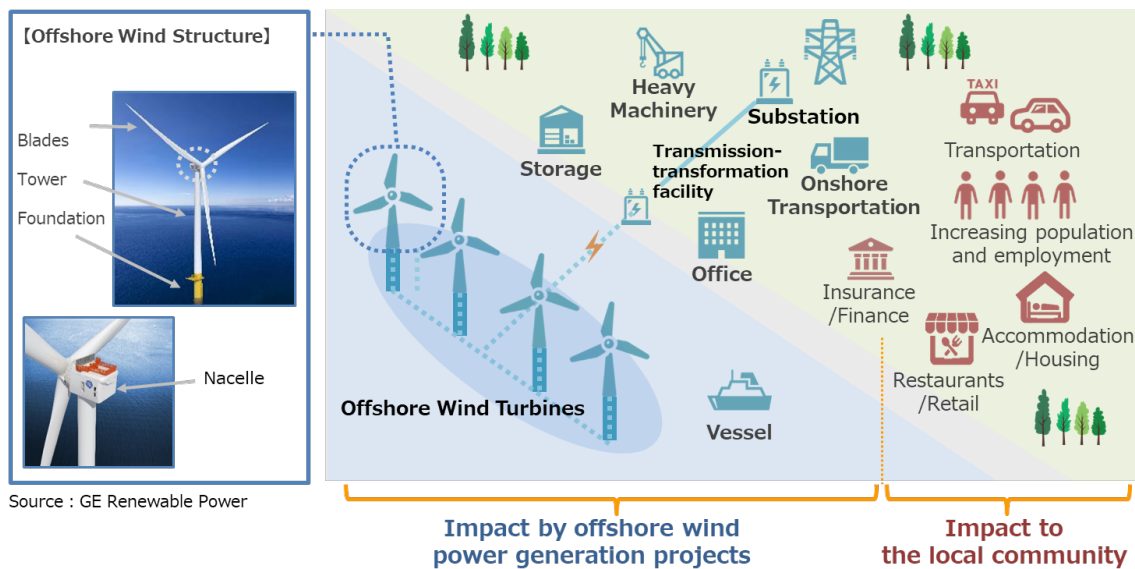 【Offshore Wind Structure】
Blades
Tower
Foundation
Nacelle
Source : GE Renewable Power
Heavy
Machinery
Substation
Storage
Transmission-
transformation
facility
Onshore
Transportation
Office
Offshore Wind Turbines
Vessel
TAXI
Transportation
Increasing population
and employment
Insurance
/Finance
Accommodation
/Housing
Restaurants
/Retail
Impact by offshore wind
power generation projects
Impact to
the local community